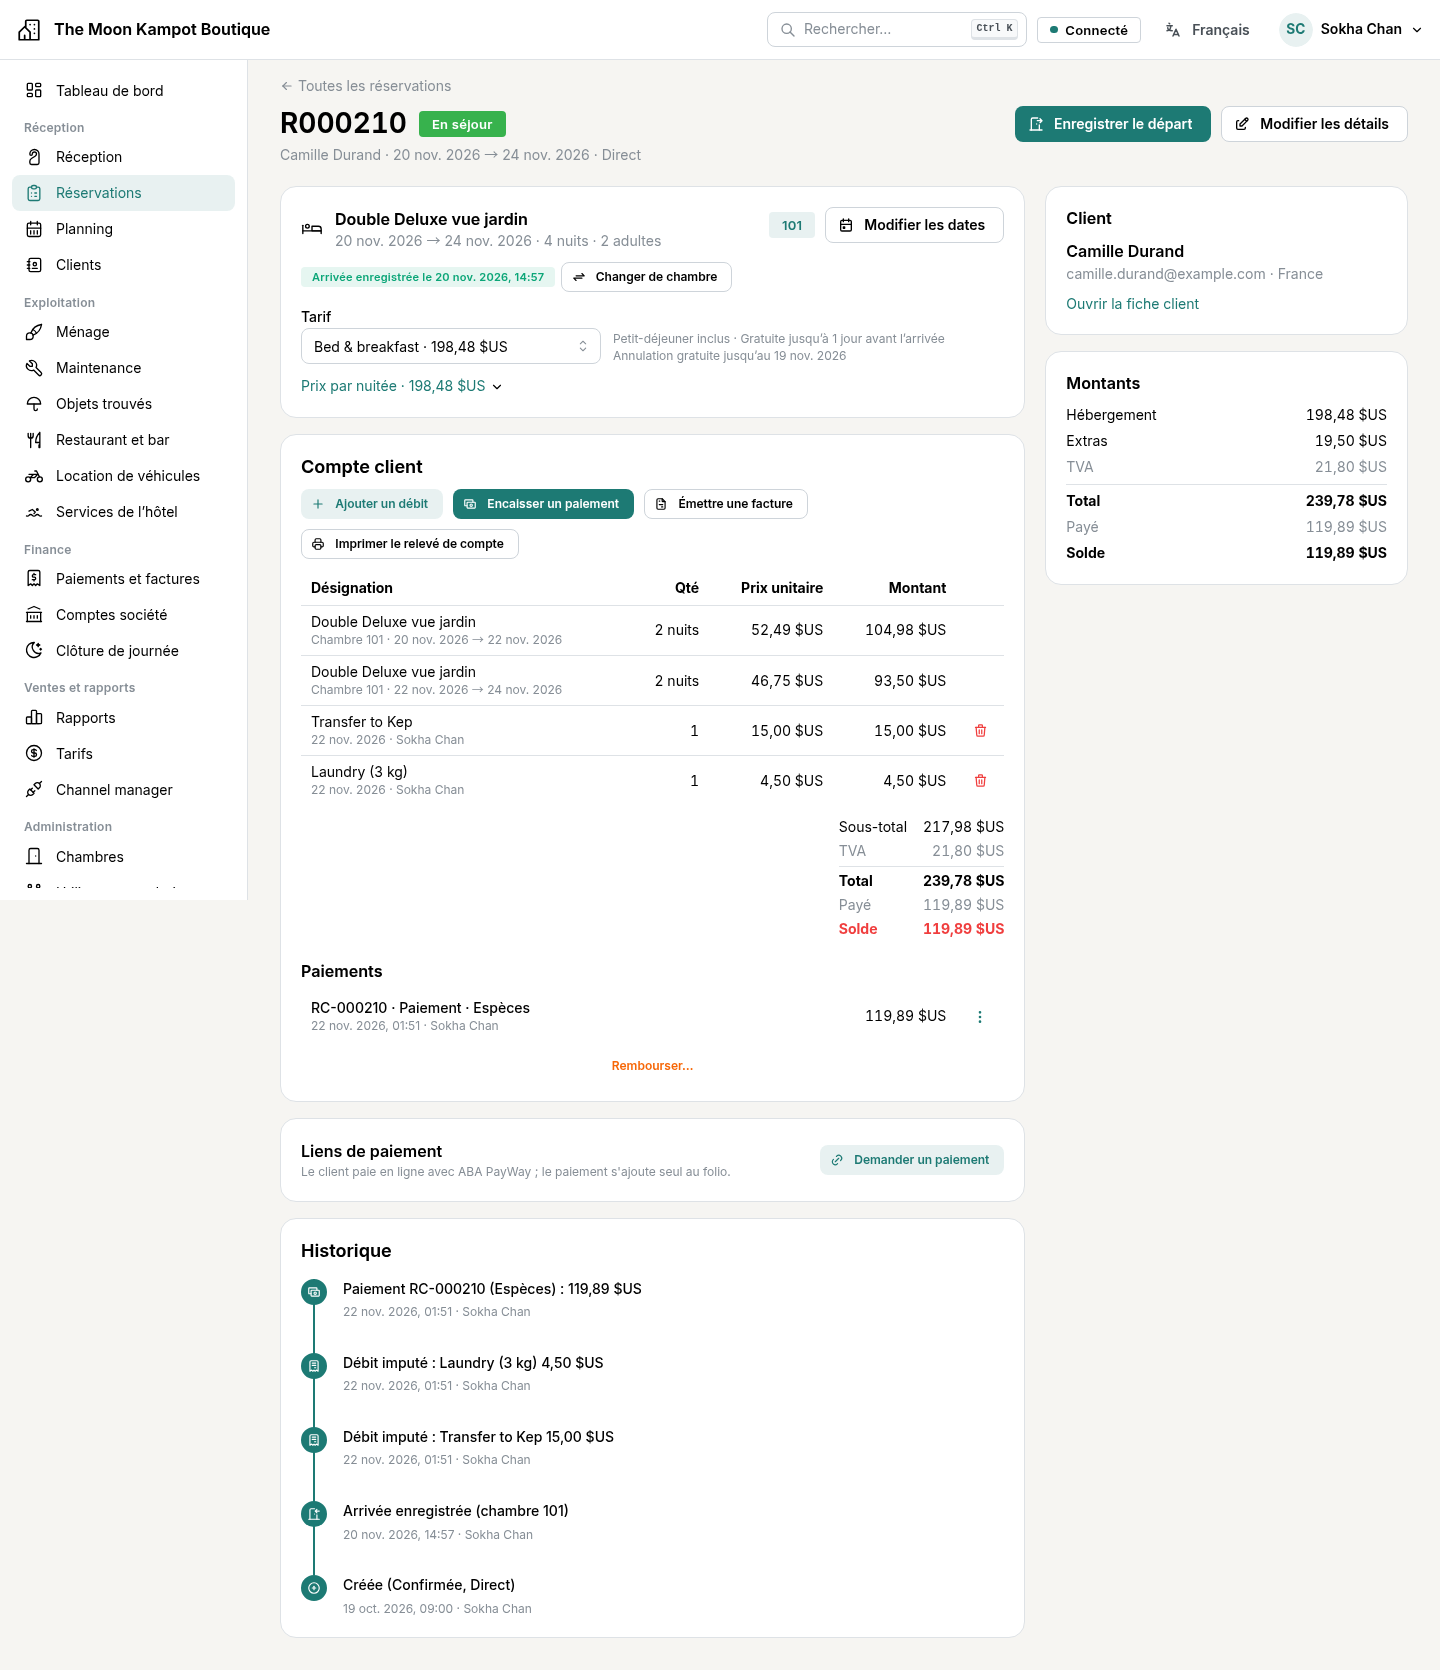 The Moon Kampot Boutique
Rechercher...
Ctrl K
Connecté
Français
SC
Sokha Chan
Tableau de bord
Réception
Réception
Réservations
Planning
Clients
Exploitation
Ménage
Maintenance
Objets trouvés
Restaurant et bar
Location de véhicules
Services de l’hôtel
Finance
Paiements et factures
Comptes société
Clôture de journée
Ventes et rapports
Rapports
Tarifs
Channel manager
Administration
Chambres
← Toutes les réservations
R000210
En séjour
Camille Durand · 20 nov. 2026 → 24 nov. 2026 · Direct
Enregistrer le départ
Modifier les détails
Double Deluxe vue jardin
20 nov. 2026 → 24 nov. 2026 · 4 nuits · 2 adultes
101
Modifier les dates
Arrivée enregistrée le 20 nov. 2026, 14:57
Changer de chambre
Tarif
Bed & breakfast · 198,48 $US
Petit-déjeuner inclus · Gratuite jusqu’à 1 jour avant l’arrivée
Annulation gratuite jusqu’au 19 nov. 2026
Prix par nuitée · 198,48 $US
Compte client
Ajouter un débit
Encaisser un paiement
Émettre une facture
Imprimer le relevé de compte
Désignation Qté Prix unitaire Montant
Double Deluxe vue jardin
Chambre 101 · 20 nov. 2026 → 22 nov. 2026
2 nuits 52,49 $US 104,98 $US
Double Deluxe vue jardin
Chambre 101 · 22 nov. 2026 → 24 nov. 2026
2 nuits 46,75 $US 93,50 $US
Transfer to Kep
22 nov. 2026 · Sokha Chan
1 15,00 $US 15,00 $US
Laundry (3 kg)
22 nov. 2026 · Sokha Chan
1 4,50 $US 4,50 $US
Sous-total 217,98 $US
TVA 21,80 $US
Total 239,78 $US
Payé 119,89 $US
Solde 119,89 $US
Paiements
RC-000210 · Paiement · Espèces
22 nov. 2026, 01:51 · Sokha Chan
119,89 $US
Rembourser...
Liens de paiement
Le client paie en ligne avec ABA PayWay ; le paiement s'ajoute seul au folio.
Demander un paiement
Historique
Paiement RC-000210 (Espèces) : 119,89 $US
22 nov. 2026, 01:51 · Sokha Chan
Débit imputé : Laundry (3 kg) 4,50 $US
22 nov. 2026, 01:51 · Sokha Chan
Débit imputé : Transfer to Kep 15,00 $US
22 nov. 2026, 01:51 · Sokha Chan
Arrivée enregistrée (chambre 101)
20 nov. 2026, 14:57 · Sokha Chan
Créée (Confirmée, Direct)
19 oct. 2026, 09:00 · Sokha Chan
Client
Camille Durand
camille.durand@example.com · France
Ouvrir la fiche client
Montants
Hébergement 198,48 $US
Extras 19,50 $US
TVA 21,80 $US
Total 239,78 $US
Payé 119,89 $US
Solde 119,89 $US